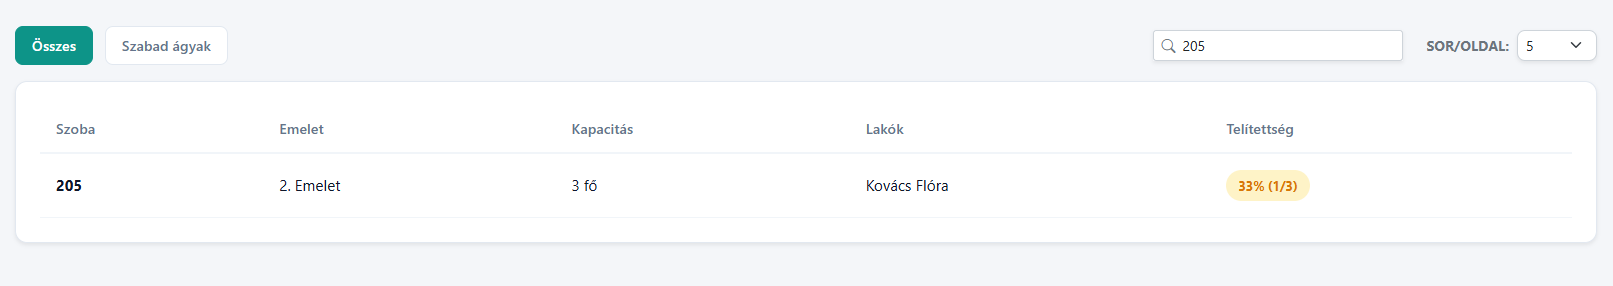 Összes Szabad ágyak 205 SOR/OLDAL: 5
Szoba Emelet Kapacitás Lakók Telítettség
205 2. Emelet 3 fő Kovács Flóra 33% (1/3)